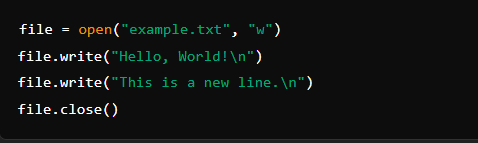 file = open("example.txt", "w")
file.write("Hello, World!\n")
file.write("This is a new line.\n")
file.close()